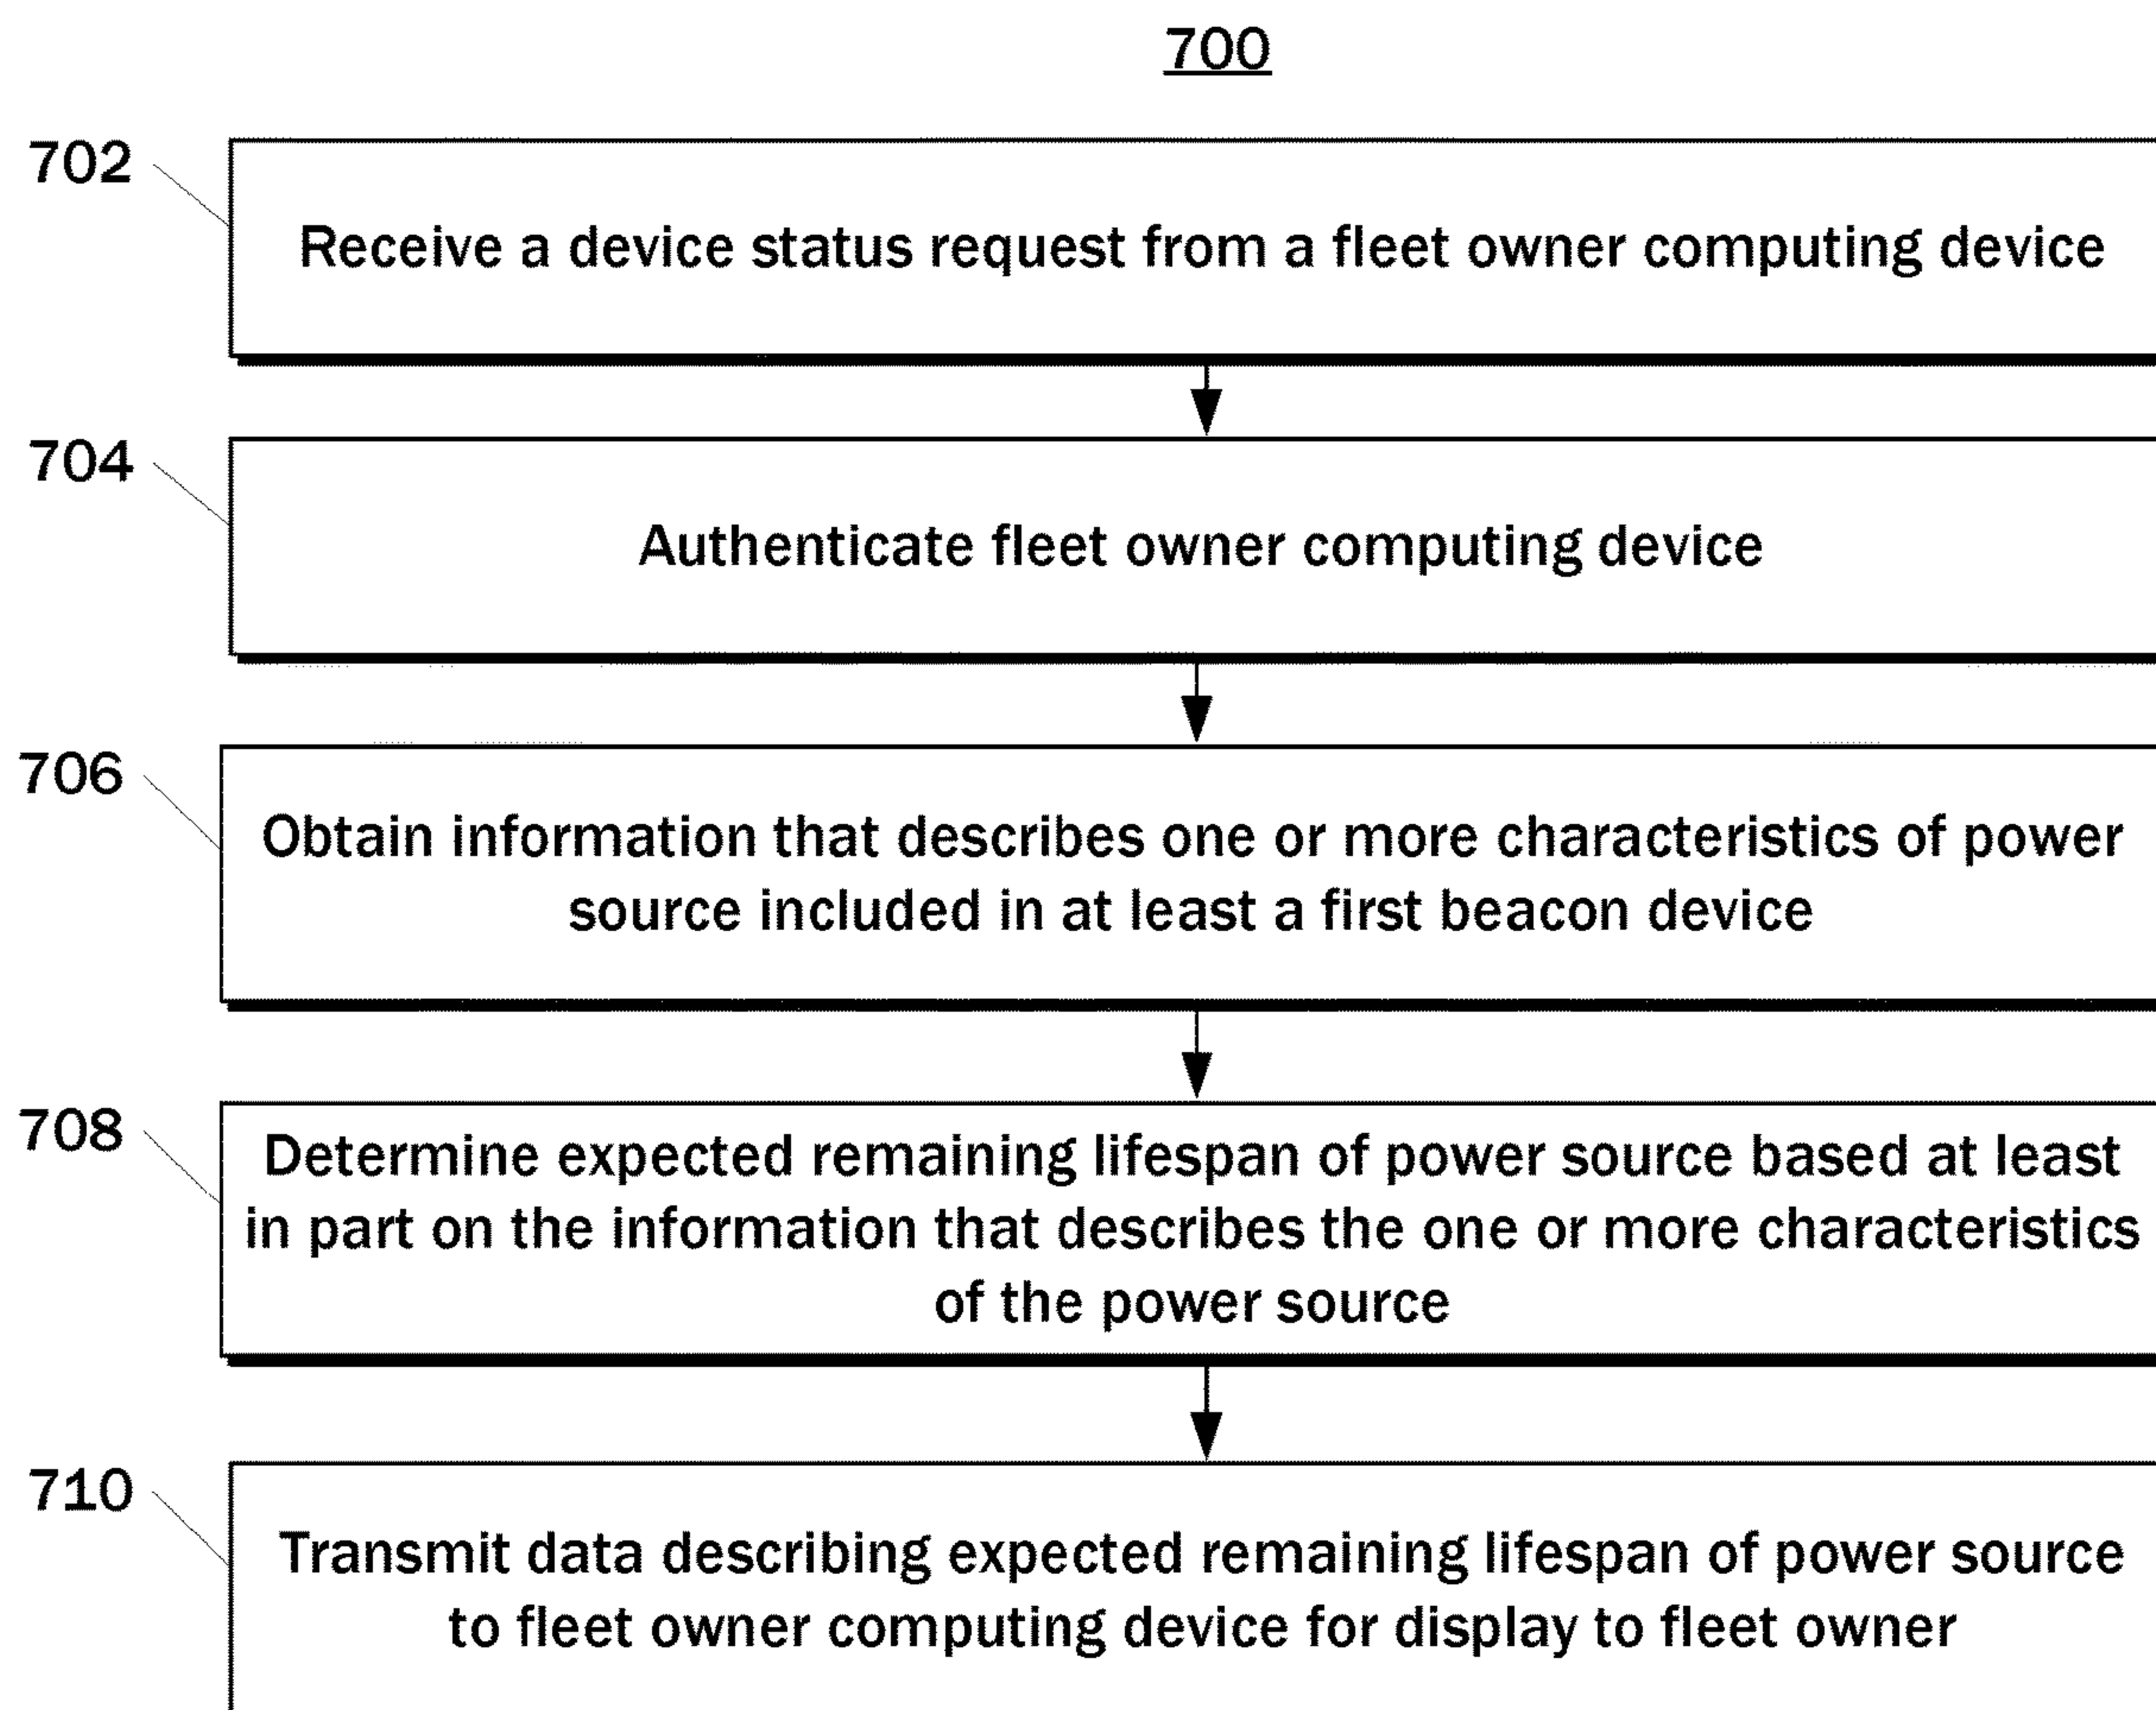 700
702
Receive a device status request from a fleet owner computing device
704
Authenticate fleet owner computing device
706
Obtain information that describes one or more characteristics of power
source included in at least a first beacon device
708
Determine expected remaining lifespan of power source based at least
in part on the information that describes the one or more characteristics
of the power source
710
Transmit data describing expected remaining lifespan of power source
to fleet owner computing device for display to fleet owner